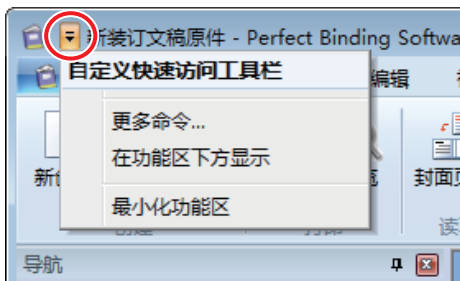 新装订文稿原件 - Perfect Binding Softwa
自定义快速访问工具栏
编辑
更多命令...
在功能区下方显示
最小化功能区
封面页
导航